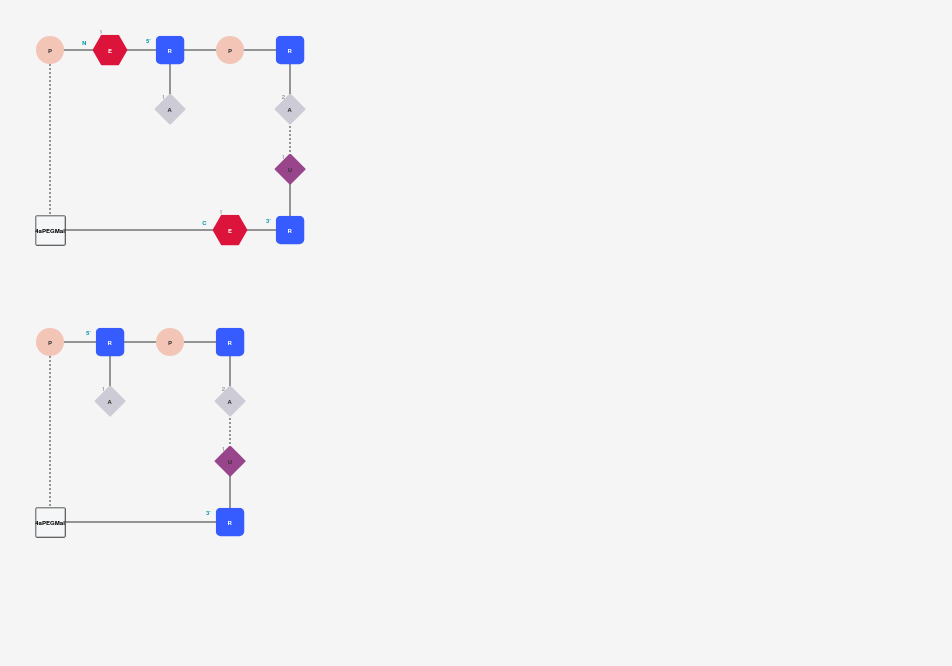 P N 1 E 5' R P R
1 A 2 A
1 U
4aPEGMal C 1 E 3' R
P 5' R P R
1 A 2 A
1 U
4aPEGMal 3' R